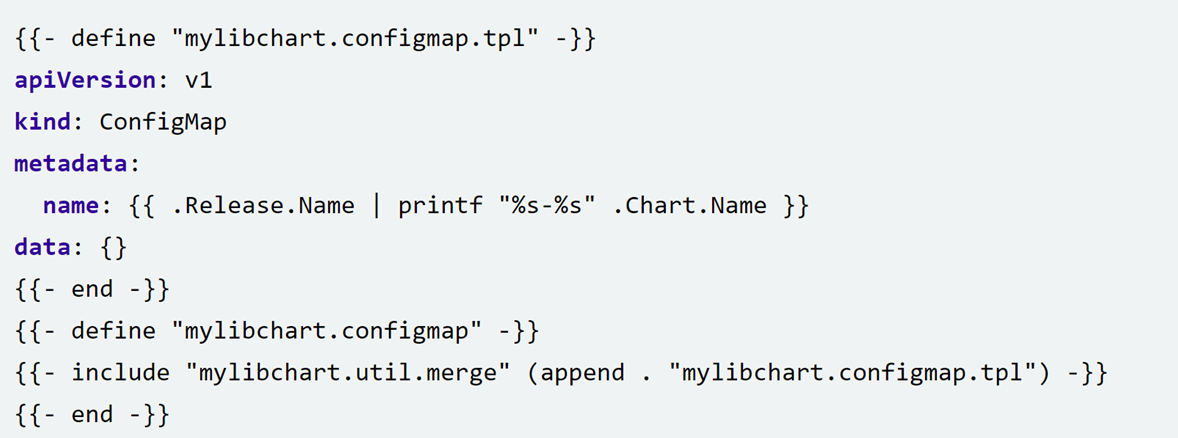 {{- define "mylibchart.configmap.tpl" -}}
apiVersion: v1
kind: ConfigMap
metadata:
  name: {{ .Release.Name | printf "%s-%s" .Chart.Name }}
data: {}
{{- end -}}
{{- define "mylibchart.configmap" -}}
{{- include "mylibchart.util.merge" (append . "mylibchart.configmap.tpl") -}}
{{- end -}}